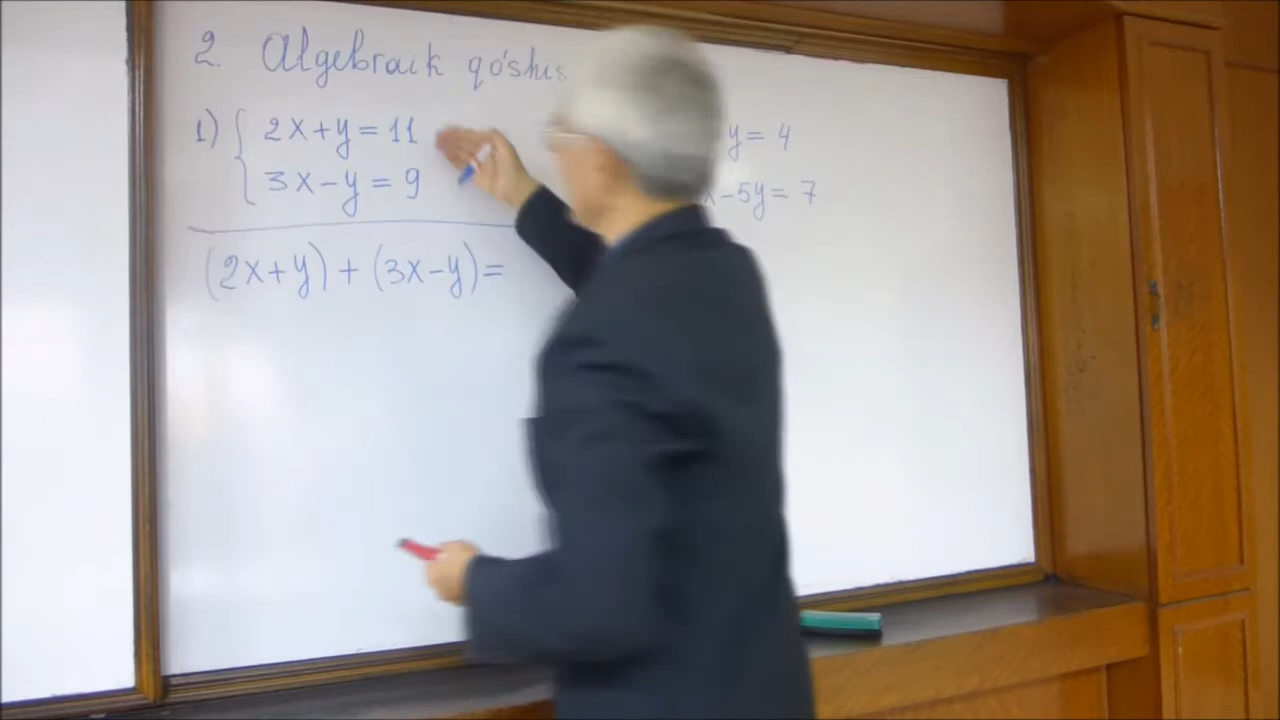 2. Algebraik qo'shis
1) { 2x+y=11
3x-y=9
(2x+y)+(3x-y)=
y=4
x-5y=7